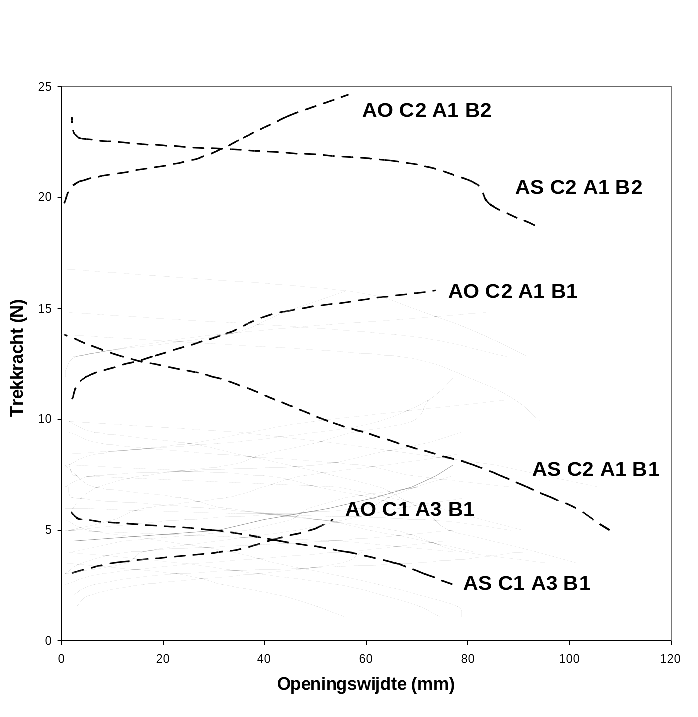 25
AO C2 A1 B2
20
AS C2 A1 B2
15
AO C2 A1 B1
Trekkracht (N)
10
AS C2 A1 B1
AO C1 A3 B1
5
AS C1 A3 B1
0
0 20 40 60 80 100 120
Openingswijdte (mm)